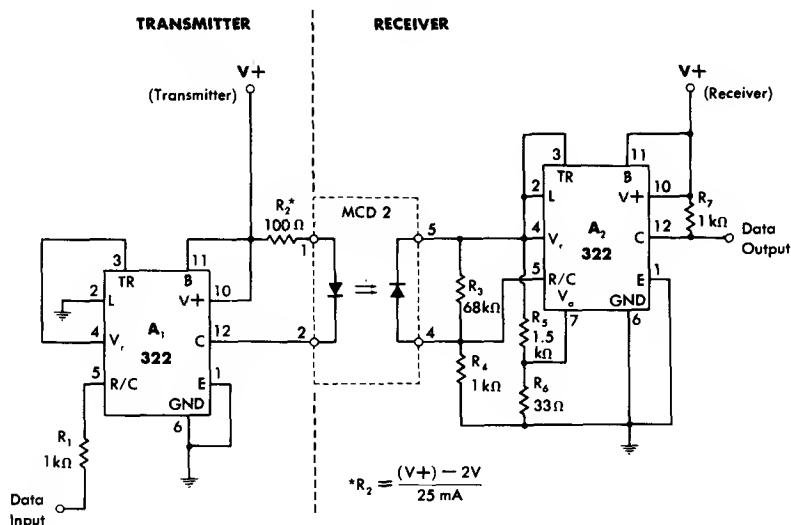 TRANSMITTER
RECEIVER
V+
(Transmitter)
V+
(Receiver)
R₂*
100 Ω
1
2
MCD 2
5
4
R₃
68kΩ
R₄
1 kΩ
R₅
1.5
kΩ
R₆
33Ω
3
TR
11
B
2
L
V+
10
4
Vᵣ
A₂
322
C
12
5
R/C
E
1
Vₐ
7
GND
6
R₇
1 kΩ
Data
Output
3
TR
11
B
2
L
V+
10
4
Vᵣ
A₁
322
C
12
5
R/C
E
1
GND
6
R₁
1 kΩ
Data
Input
*R₂ = (V+) − 2V / 25 mA